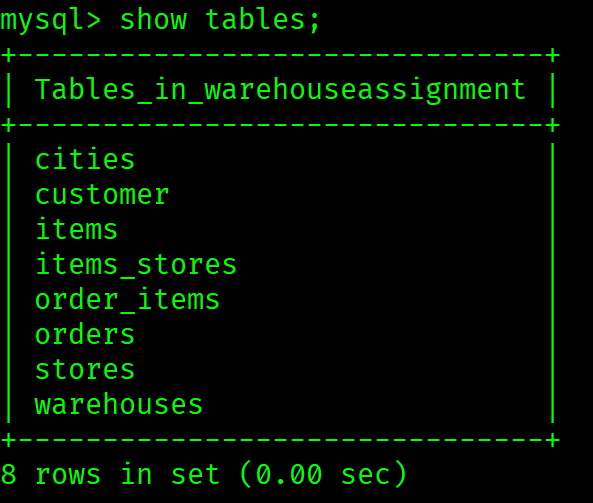 mysql> show tables;
+-------------------------------+
| Tables_in_warehouseassignment |
+-------------------------------+
| cities                        |
| customer                      |
| items                         |
| items_stores                  |
| order_items                   |
| orders                        |
| stores                        |
| warehouses                    |
+-------------------------------+
8 rows in set (0.00 sec)